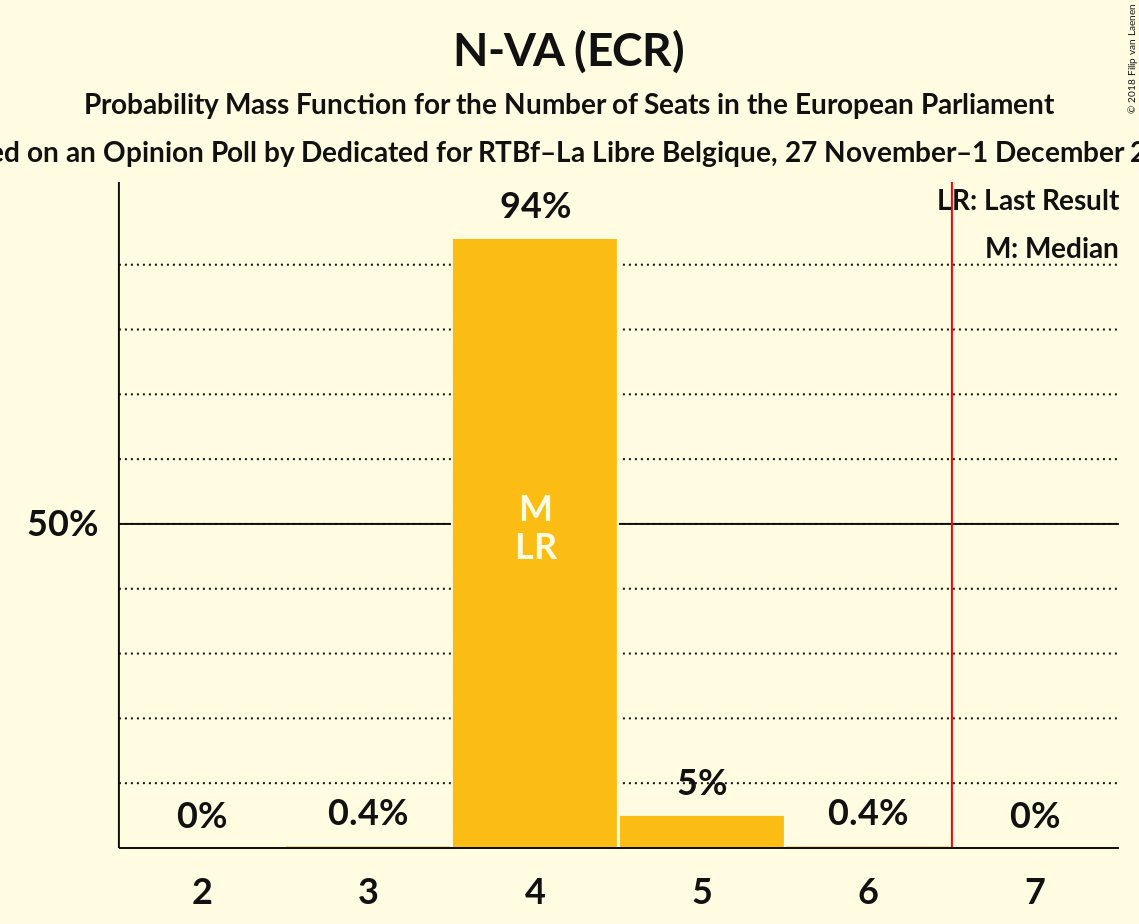 N-VA (ECR)
Probability Mass Function for the Number of Seats in the European Parliament
on an Opinion Poll by Dedicated for RTBf–La Libre Belgique, 27 November–1 December
© 2018 Filip van Laenen
LR: Last Result
M: Median
94%
50%
M
LR
5%
0%
0.4%
0.4%
0%
2
3
4
5
6
7